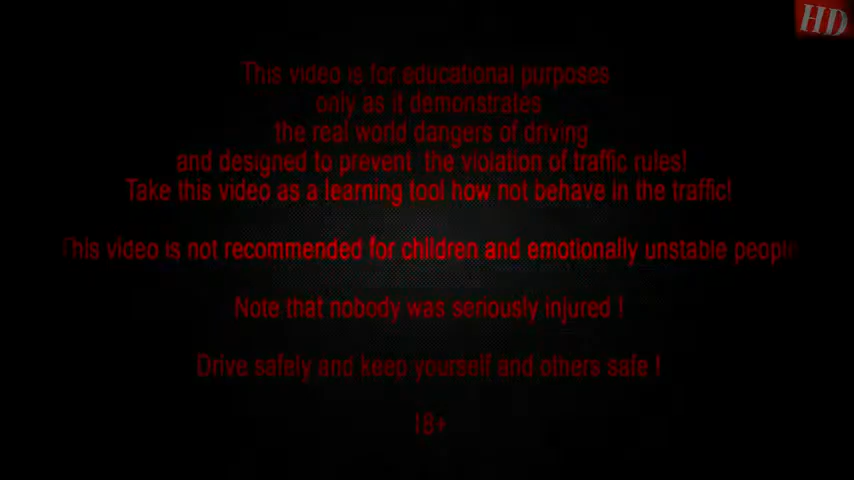 HD
This video is for educational purposes
only as it demonstrates
the real world dangers of driving
and designed to prevent the violation of traffic rules!
Take this video as a learning tool how not behave in the traffic!
This video is not recommended for children and emotionally unstable people
Note that nobody was seriously injured !
Drive safely and keep yourself and others safe !
18+